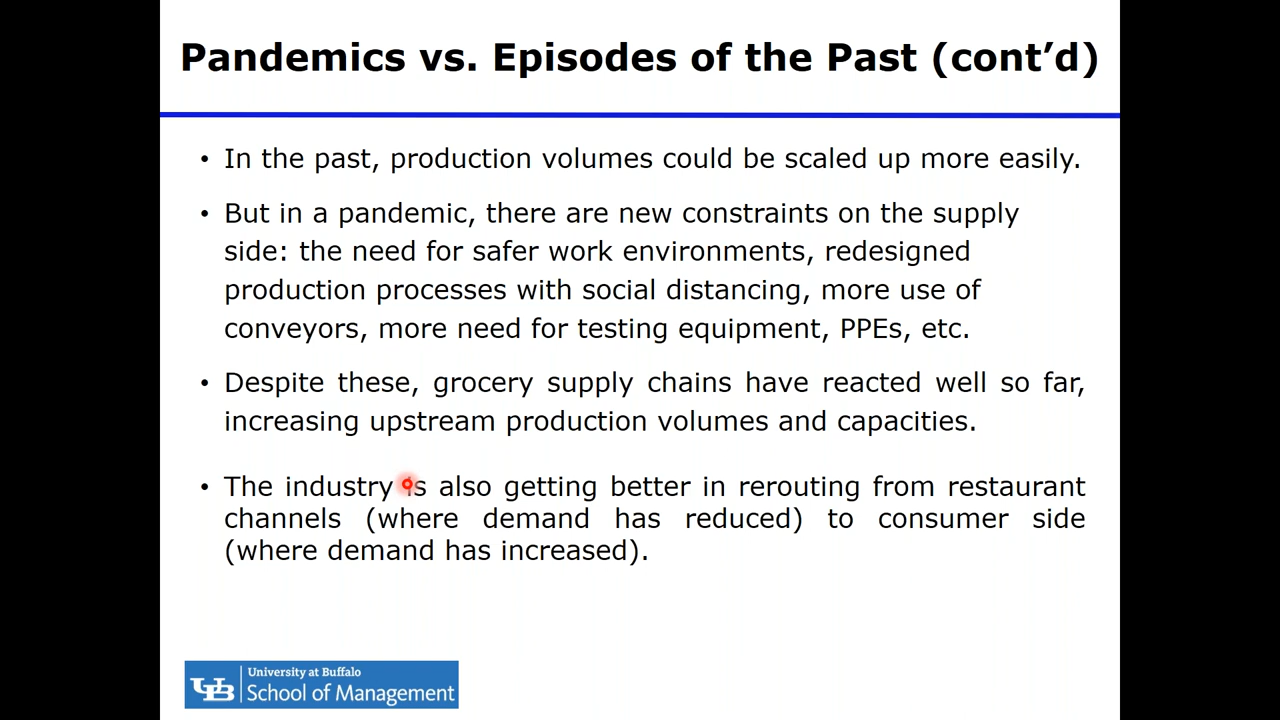 Pandemics vs. Episodes of the Past (cont’d)
• In the past, production volumes could be scaled up more easily.
• But in a pandemic, there are new constraints on the supply
side: the need for safer work environments, redesigned
production processes with social distancing, more use of
conveyors, more need for testing equipment, PPEs, etc.
• Despite these, grocery supply chains have reacted well so far,
increasing upstream production volumes and capacities.
• The industry is also getting better in rerouting from restaurant
channels (where demand has reduced) to consumer side
(where demand has increased).
UB
University at Buffalo
School of Management